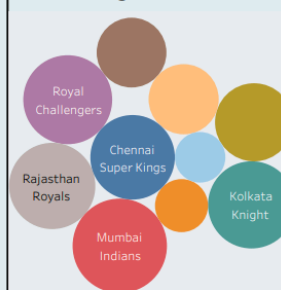 Royal
Challengers
Chennai
Super Kings
Rajasthan
Royals
Kolkata
Knight
Mumbai
Indians